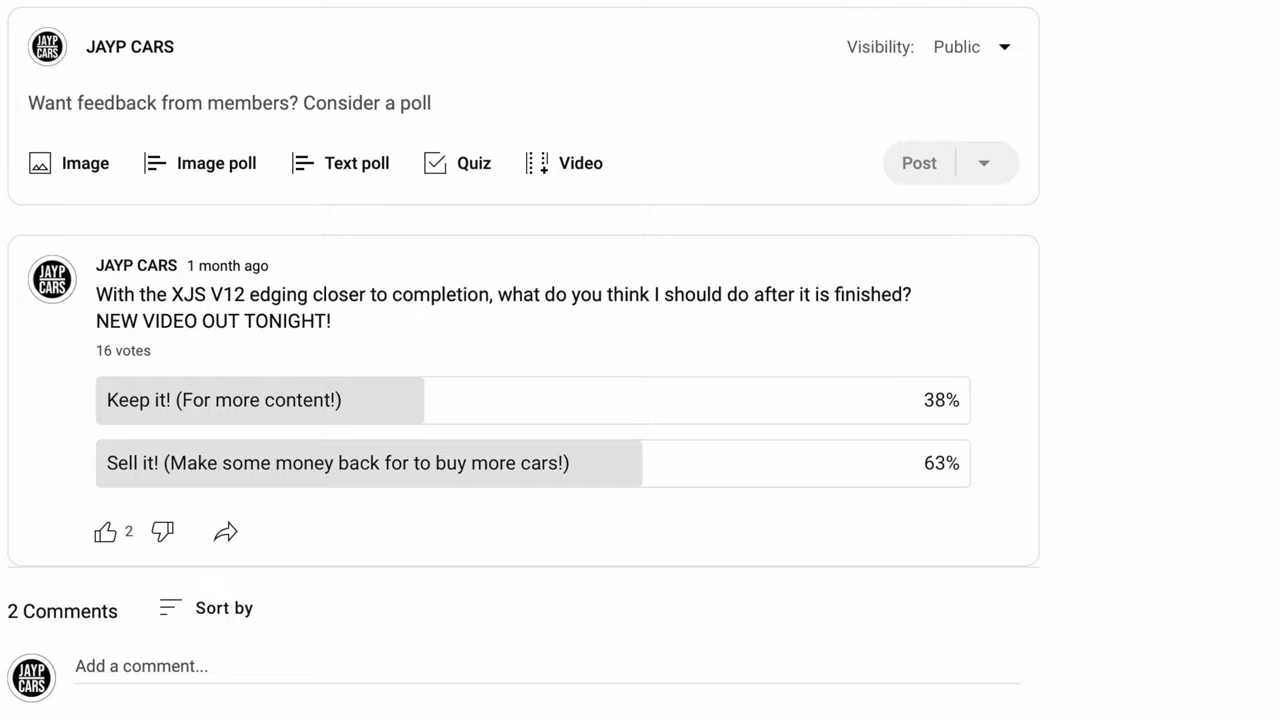 JAYP CARS
JAYP CARS
Visibility: Public
Want feedback from members? Consider a poll
Image
Image poll
Text poll
Quiz
Video
Post
JAYP
CARS
JAYP CARS 1 month ago
With the XJS V12 edging closer to completion, what do you think I should do after it is finished?
NEW VIDEO OUT TONIGHT!
16 votes
Keep it! (For more content!) 38%
Sell it! (Make some money back for to buy more cars!) 63%
2
2 Comments
Sort by
JAYP
CARS
Add a comment...